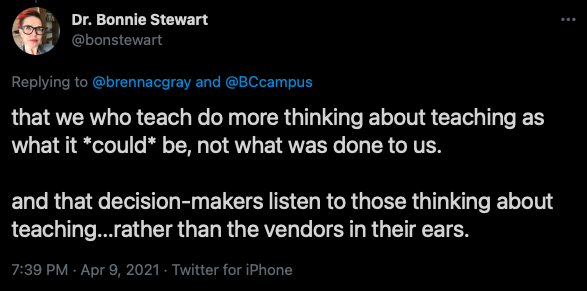 Dr. Bonnie Stewart
@bonstewart
Replying to @brennacgray and @BCcampus
that we who teach do more thinking about teaching as
what it *could* be, not what was done to us.
and that decision-makers listen to those thinking about
teaching...rather than the vendors in their ears.
7:39 PM · Apr 9, 2021 · Twitter for iPhone